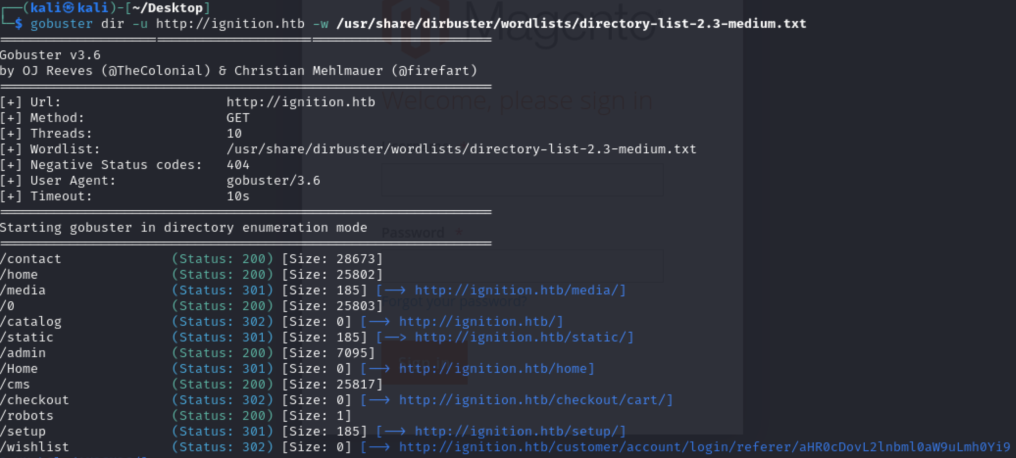 ┌──(kali㉿kali)-[~/Desktop]
└─$ gobuster dir -u http://ignition.htb -w /usr/share/dirbuster/wordlists/directory-list-2.3-medium.txt
===============================================================
Gobuster v3.6
by OJ Reeves (@TheColonial) & Christian Mehlmauer (@firefart)
===============================================================
[+] Url: http://ignition.htb
[+] Method: GET
[+] Threads: 10
[+] Wordlist: /usr/share/dirbuster/wordlists/directory-list-2.3-medium.txt
[+] Negative Status codes: 404
[+] User Agent: gobuster/3.6
[+] Timeout: 10s
===============================================================
Starting gobuster in directory enumeration mode
===============================================================
/contact (Status: 200) [Size: 28673]
/home (Status: 200) [Size: 25802]
/media (Status: 301) [Size: 185] [--> http://ignition.htb/media/]
/0 (Status: 200) [Size: 25803]
/catalog (Status: 302) [Size: 0] [--> http://ignition.htb/]
/static (Status: 301) [Size: 185] [--> http://ignition.htb/static/]
/admin (Status: 200) [Size: 7095]
/Home (Status: 301) [Size: 0] [--> http://ignition.htb/home]
/cms (Status: 200) [Size: 25817]
/checkout (Status: 302) [Size: 0] [--> http://ignition.htb/checkout/cart/]
/robots (Status: 200) [Size: 1]
/setup (Status: 301) [Size: 185] [--> http://ignition.htb/setup/]
/wishlist (Status: 302) [Size: 0] [--> http://ignition.htb/customer/account/login/referer/aHR0cDovL2lnbml0aW9uLmh0Yi9
Magento
Welcome, please sign in
Password *